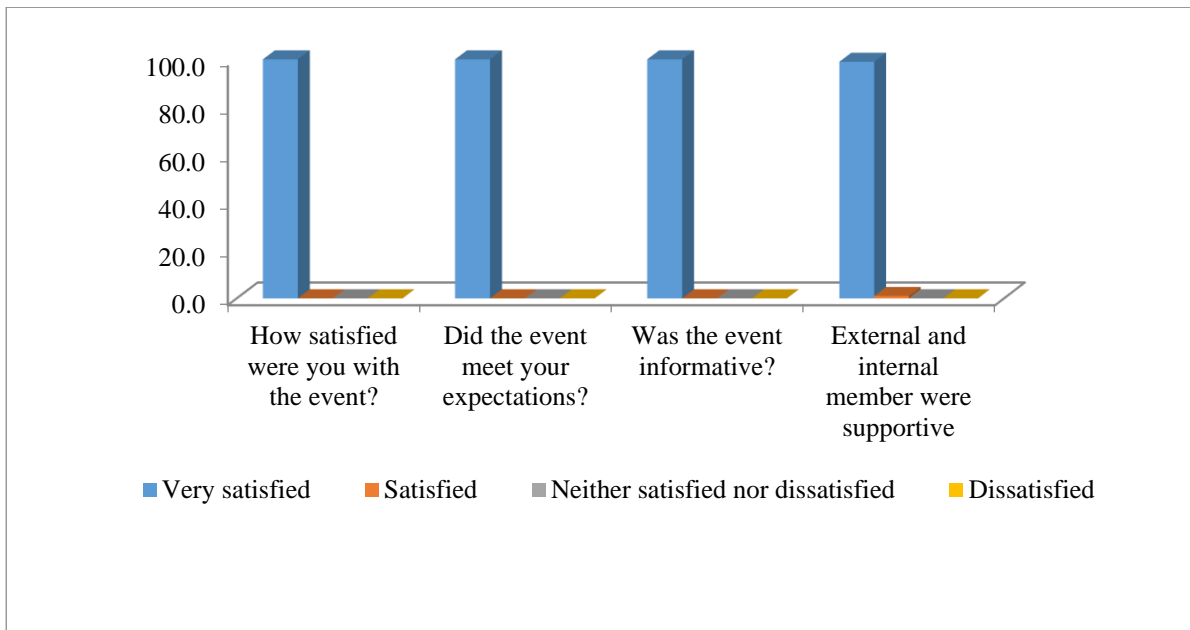 100.0
80.0
60.0
40.0
20.0
0.0
How satisfied
were you with
the event?
Did the event
meet your
expectations?
Was the event
informative?
External and
internal
member were
supportive
Very satisfied
Satisfied
Neither satisfied nor dissatisfied
Dissatisfied